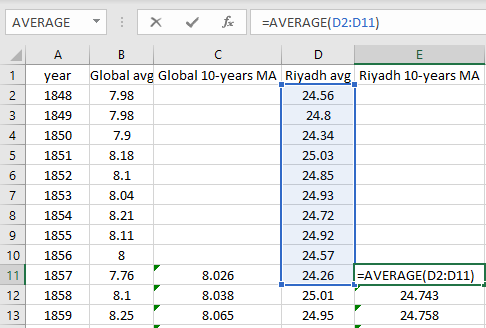 AVERAGE =AVERAGE(D2:D11)
A B C D E
1 year Global avg Global 10-years MA Riyadh avg Riyadh 10-years MA
2 1848 7.98 24.56
3 1849 7.98 24.8
4 1850 7.9 24.34
5 1851 8.18 25.03
6 1852 8.1 24.85
7 1853 8.04 24.93
8 1854 8.21 24.72
9 1855 8.11 24.92
10 1856 8 24.57
11 1857 7.76 8.026 24.26 =AVERAGE(D2:D11)
12 1858 8.1 8.038 25.01 24.743
13 1859 8.25 8.065 24.95 24.758